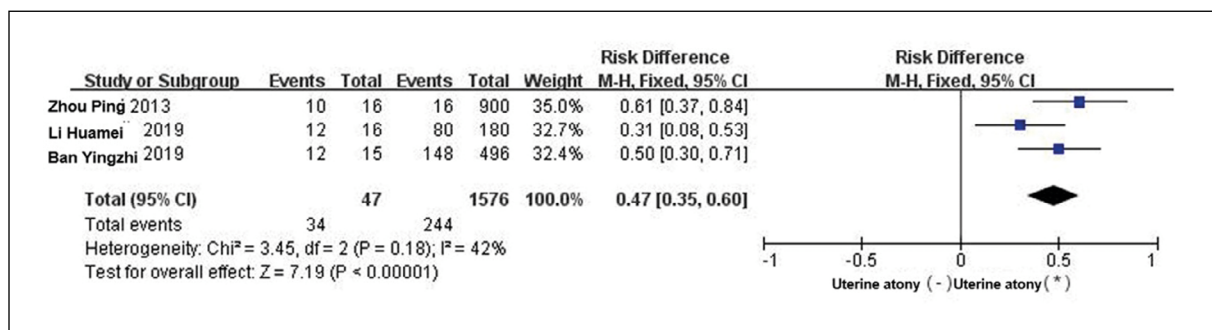 Risk Difference Risk Difference
Study or Subgroup Events Total Events Total Weight M-H, Fixed, 95% CI M-H, Fixed, 95% CI
Zhou Ping 2013 10 16 16 900 35.0% 0.61 [0.37, 0.84]
Li Huamei 2019 12 16 80 180 32.7% 0.31 [0.08, 0.53]
Ban Yingzhi 2019 12 15 148 496 32.4% 0.50 [0.30, 0.71]
Total (95% CI) 47 1576 100.0% 0.47 [0.35, 0.60]
Total events 34 244
Heterogeneity: Chi² = 3.45, df = 2 (P = 0.18); I² = 42%
Test for overall effect: Z = 7.19 (P < 0.00001)
-1 -0.5 0 0.5 1
Uterine atony (-) Uterine atony (*)